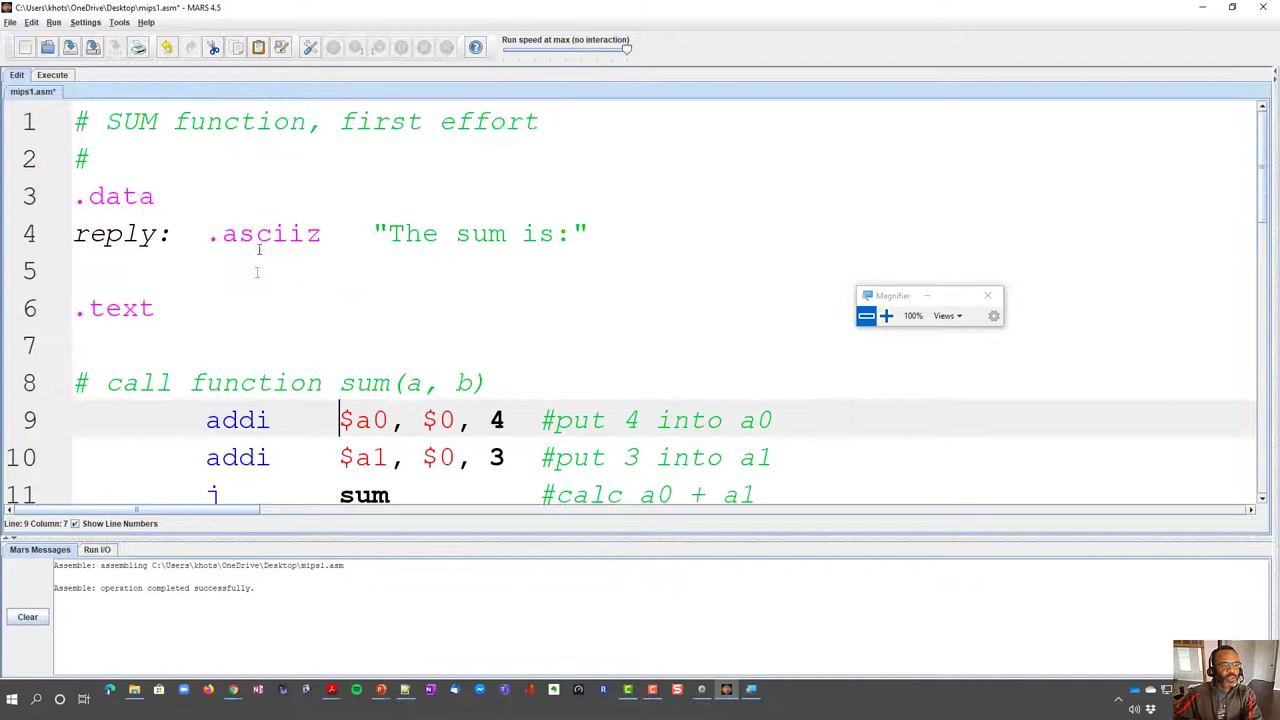 C:\Users\khots\OneDrive\Desktop\mips1.asm* - MARS 4.5
File Edit Run Settings Tools Help
Run speed at max (no interaction)
Edit Execute
mips1.asm*
1 # SUM function, first effort
2 #
3 .data
4 reply: .asciiz "The sum is:"
5
6 .text
7
8 # call function sum(a, b)
9 addi $a0, $0, 4 #put 4 into a0
10 addi $a1, $0, 3 #put 3 into a1
11 j sum #calc a0 + a1
Magnifier
100% Views
Line: 9 Column: 7 Show Line Numbers
Mars Messages Run I/O
Assemble: assembling C:\Users\khots\OneDrive\Desktop\mips1.asm
Assemble: operation completed successfully.
Clear